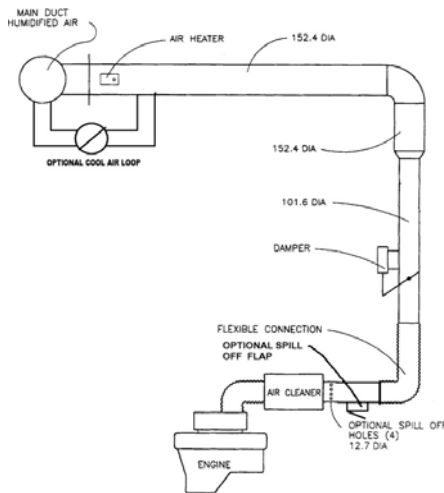 MAIN DUCT
HUMIDIFIED AIR
AIR HEATER
152.4 DIA
OPTIONAL COOL AIR LOOP
152.4 DIA
101.6 DIA
DAMPER
FLEXIBLE CONNECTION
OPTIONAL SPILL
OFF FLAP
AIR CLEANER
OPTIONAL SPILL OFF
HOLES (4)
12.7 DIA
ENGINE